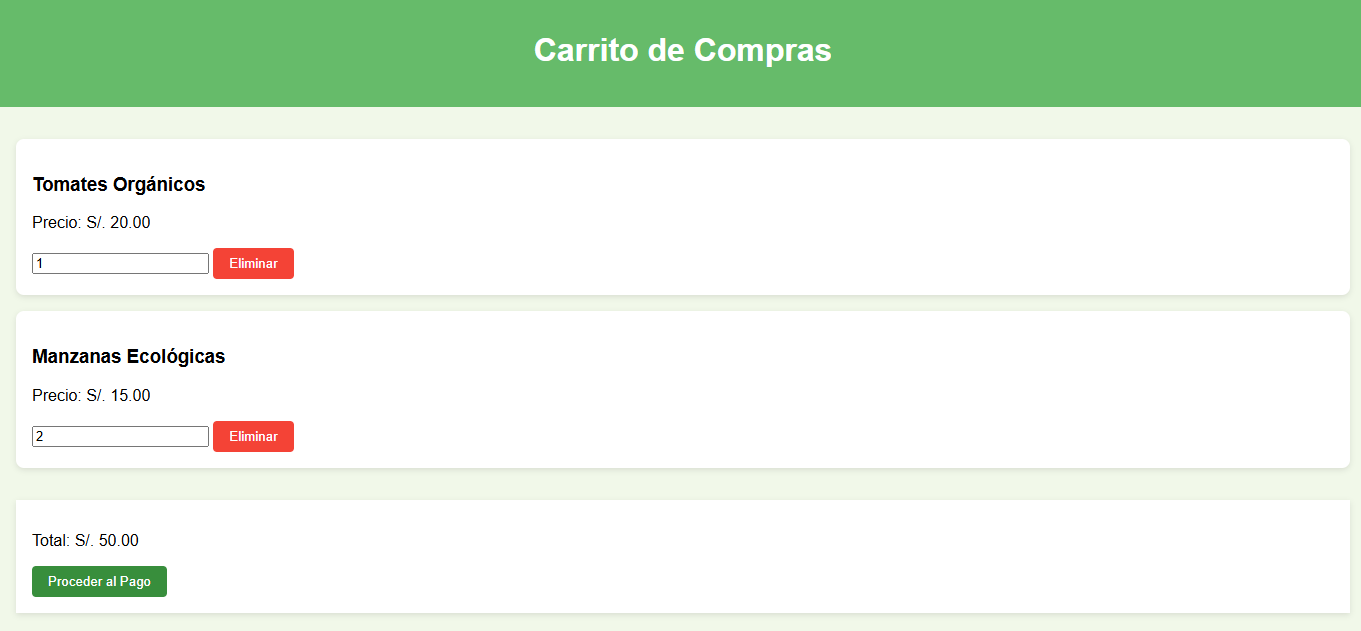 Carrito de Compras
Tomates Orgánicos
Precio: S/. 20.00
1 Eliminar
Manzanas Ecológicas
Precio: S/. 15.00
2 Eliminar
Total: S/. 50.00
Proceder al Pago